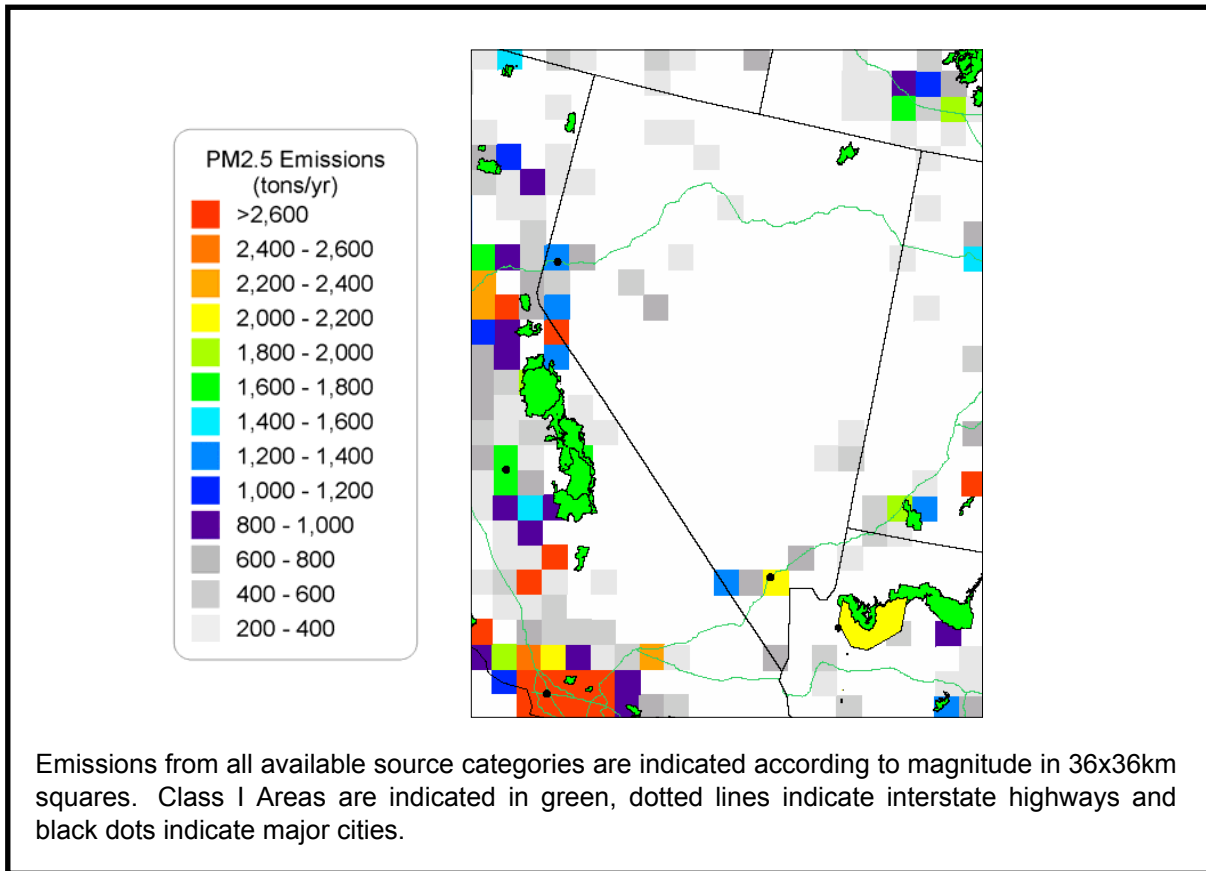 PM2.5 Emissions
(tons/yr)
>2,600
2,400 - 2,600
2,200 - 2,400
2,000 - 2,200
1,800 - 2,000
1,600 - 1,800
1,400 - 1,600
1,200 - 1,400
1,000 - 1,200
800 - 1,000
600 - 800
400 - 600
200 - 400
Emissions from all available source categories are indicated according to magnitude in 36x36km
squares. Class I Areas are indicated in green, dotted lines indicate interstate highways and
black dots indicate major cities.